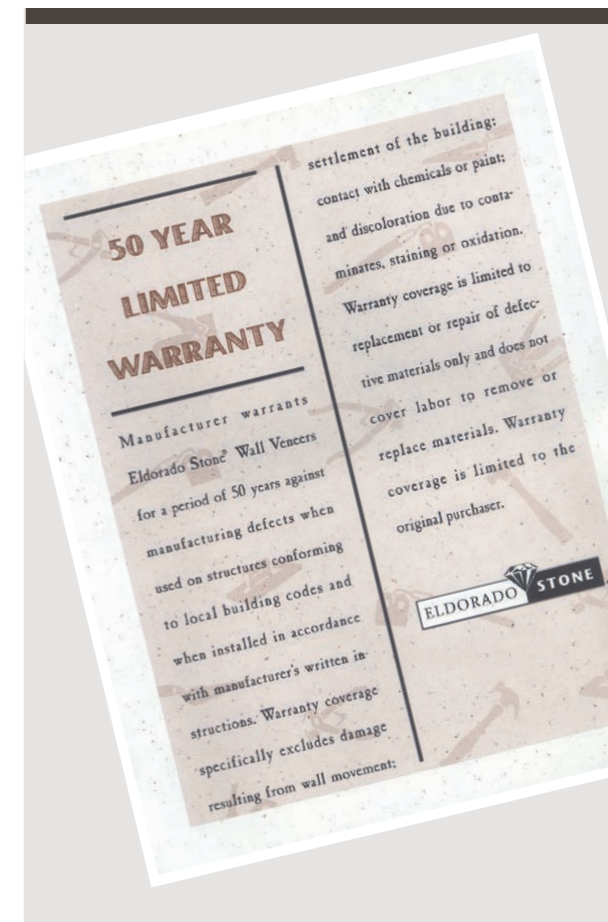 50 YEAR
LIMITED
WARRANTY
Manufacturer warrants
Eldorado Stone® Wall Veneers
for a period of 50 years against
manufacturing defects when
used on structures conforming
to local building codes and
when installed in accordance
with manufacturer's written in-
structions. Warranty coverage
specifically excludes damage
resulting from wall movement;
settlement of the building;
contact with chemicals or paint;
and discoloration due to conta-
minates, staining or oxidation.
Warranty coverage is limited to
replacement or repair of defec-
tive materials only and does not
cover labor to remove or
replace materials. Warranty
coverage is limited to the
original purchaser.
ELDORADO STONE